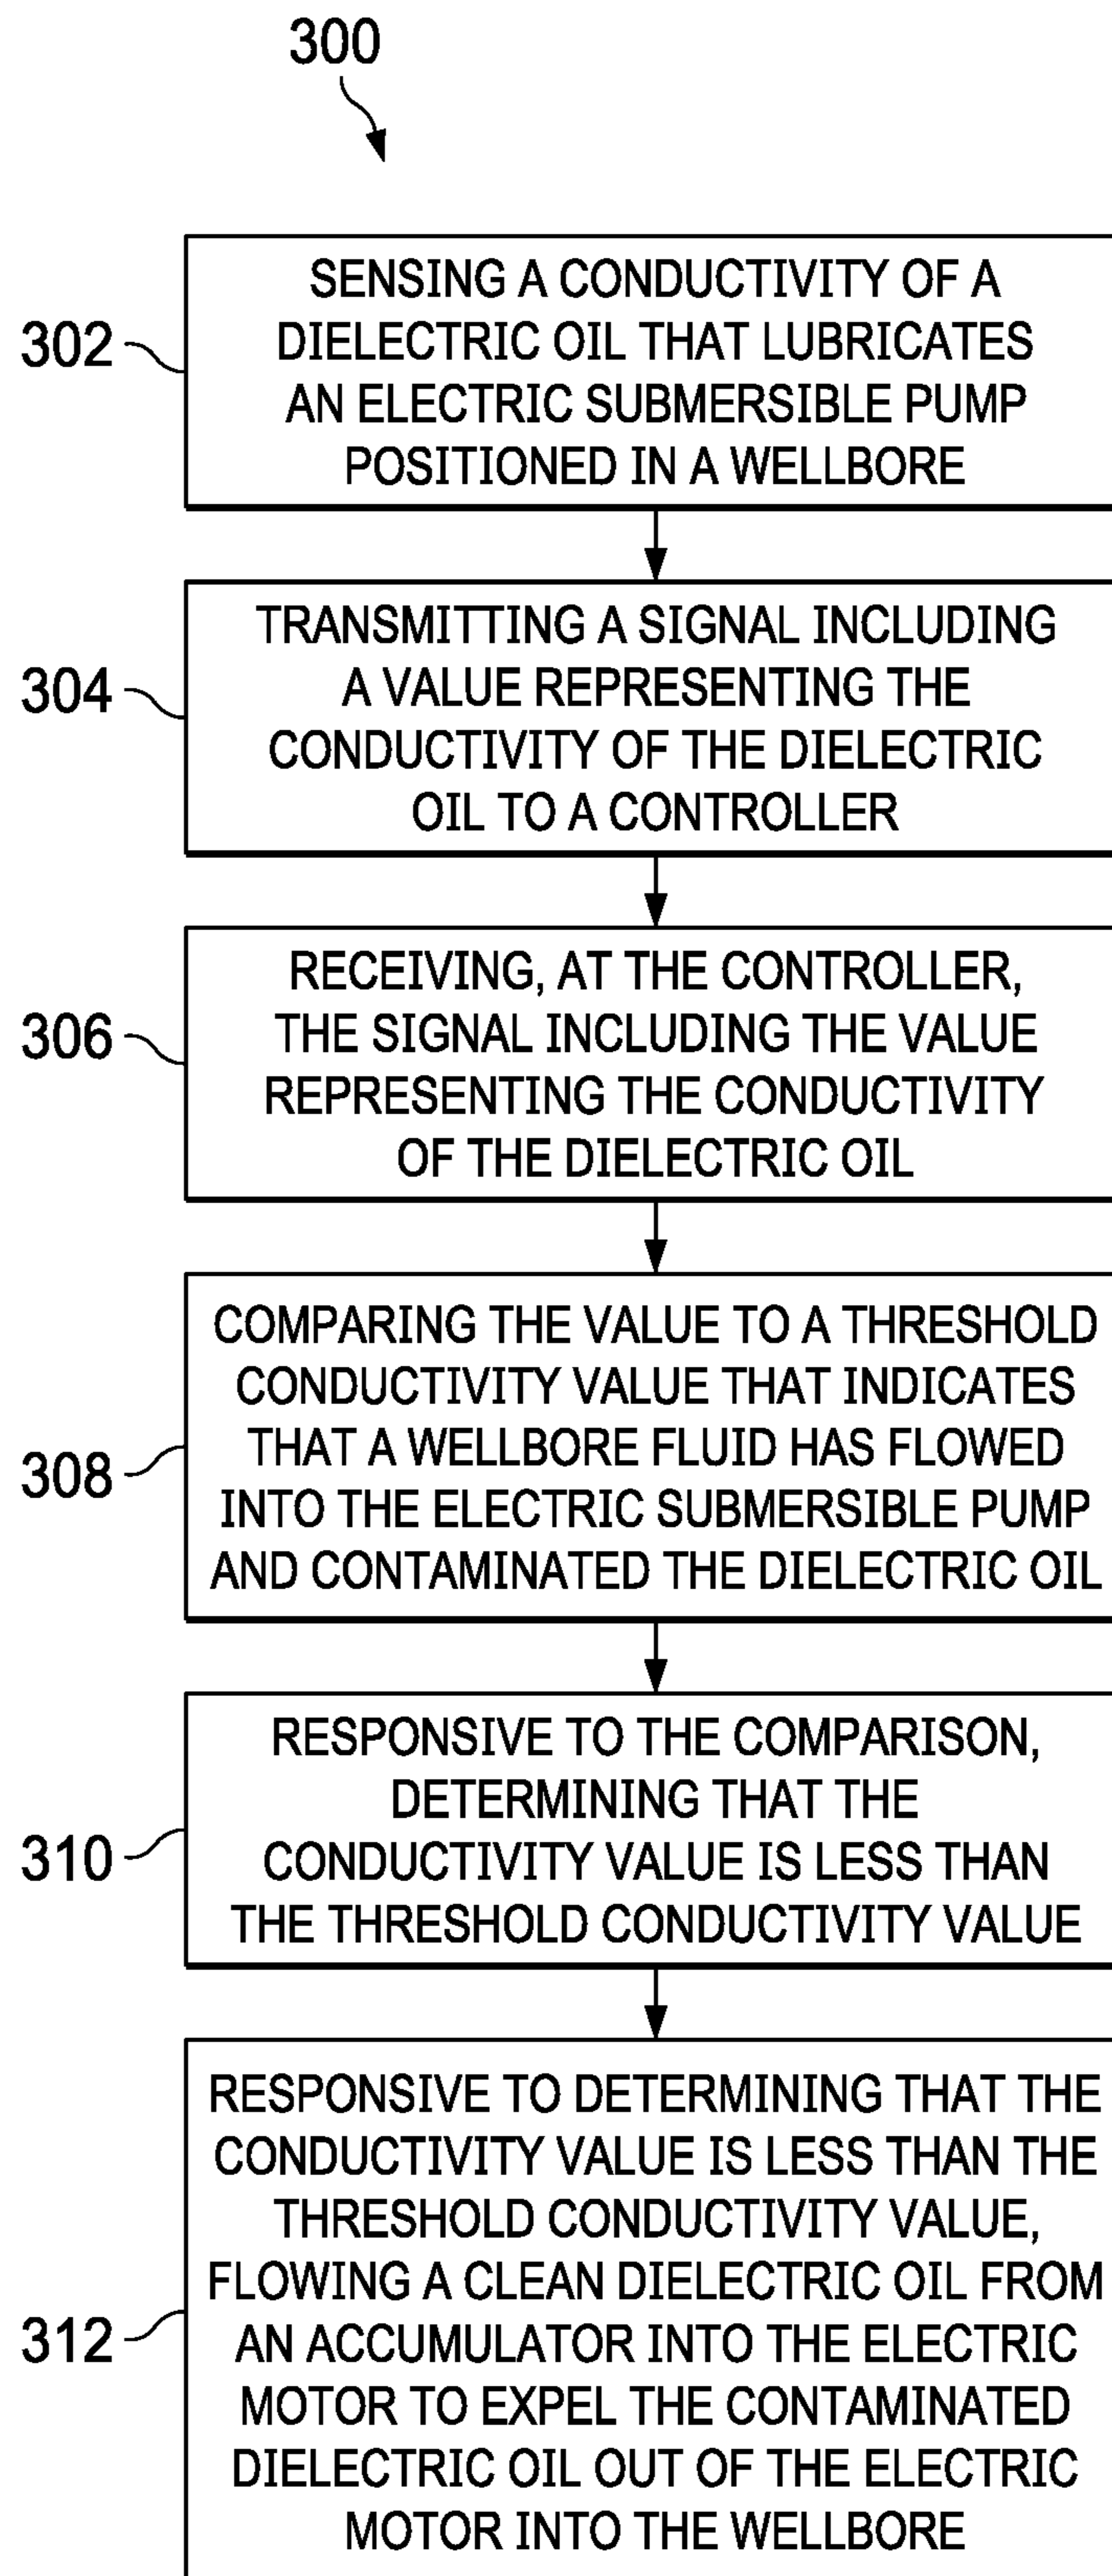 300
302
SENSING A CONDUCTIVITY OF A
DIELECTRIC OIL THAT LUBRICATES
AN ELECTRIC SUBMERSIBLE PUMP
POSITIONED IN A WELLBORE
304
TRANSMITTING A SIGNAL INCLUDING
A VALUE REPRESENTING THE
CONDUCTIVITY OF THE DIELECTRIC
OIL TO A CONTROLLER
306
RECEIVING, AT THE CONTROLLER,
THE SIGNAL INCLUDING THE VALUE
REPRESENTING THE CONDUCTIVITY
OF THE DIELECTRIC OIL
308
COMPARING THE VALUE TO A THRESHOLD
CONDUCTIVITY VALUE THAT INDICATES
THAT A WELLBORE FLUID HAS FLOWED
INTO THE ELECTRIC SUBMERSIBLE PUMP
AND CONTAMINATED THE DIELECTRIC OIL
310
RESPONSIVE TO THE COMPARISON,
DETERMINING THAT THE
CONDUCTIVITY VALUE IS LESS THAN
THE THRESHOLD CONDUCTIVITY VALUE
312
RESPONSIVE TO DETERMINING THAT THE
CONDUCTIVITY VALUE IS LESS THAN THE
THRESHOLD CONDUCTIVITY VALUE,
FLOWING A CLEAN DIELECTRIC OIL FROM
AN ACCUMULATOR INTO THE ELECTRIC
MOTOR TO EXPEL THE CONTAMINATED
DIELECTRIC OIL OUT OF THE ELECTRIC
MOTOR INTO THE WELLBORE